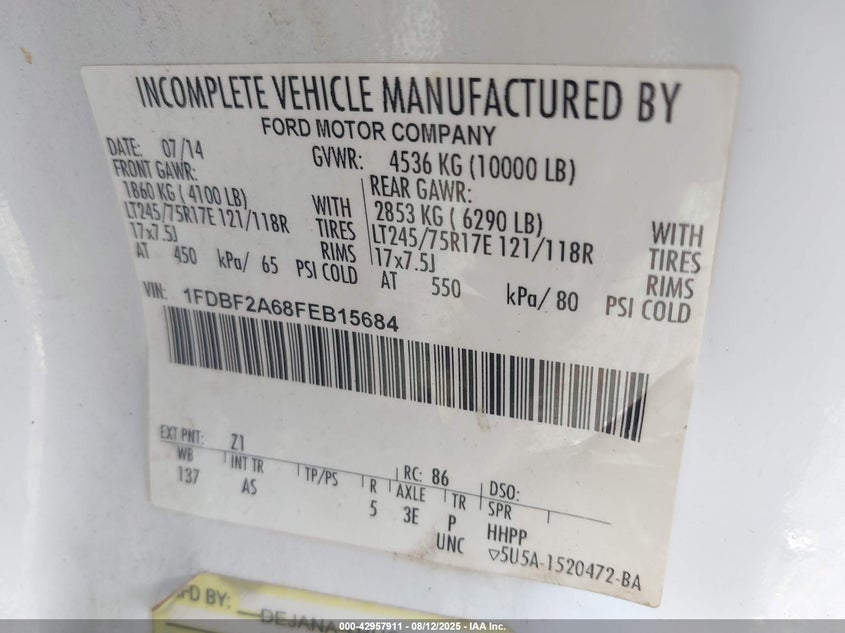 INCOMPLETE VEHICLE MANUFACTURED BY
FORD MOTOR COMPANY
DATE: 07/14
GVWR: 4536 KG (10000 LB)
FRONT GAWR:
1860 KG ( 4100 LB)
LT245/75R17E 121/118R
17x7.5J
WITH
TIRES
RIMS
AT 450 kPa/ 65 PSI COLD
REAR GAWR:
2853 KG ( 6290 LB)
LT245/75R17E 121/118R
17x7.5J
WITH
TIRES
RIMS
AT 550 kPa/ 80 PSI COLD
VIN: 1FDBF2A68FEB15684
EXT PNT: Z1 RC: 86 DSO:
WB INT TR TP/PS R AXLE TR SPR
137 AS 5 3E P HHPP
UNC ▽5U5A-1520472-BA
MFD BY: DEJANA
000-42957911 - 08/12/2025 - IAA Inc.